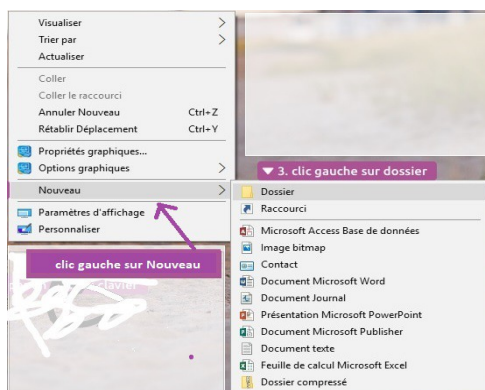 Visualiser
Trier par
Actualiser
Coller
Coller le raccourci
Annuler Nouveau Ctrl+Z
Rétablir Déplacement Ctrl+Y
Propriétés graphiques...
Options graphiques
▼ 3. clic gauche sur dossier
Nouveau
Dossier
Raccourci
Paramètres d'affichage
Personnaliser
clic gauche sur Nouveau
clavier
Microsoft Access Base de données
Image bitmap
Contact
Document Microsoft Word
Document Journal
Présentation Microsoft PowerPoint
Document Microsoft Publisher
Document texte
Feuille de calcul Microsoft Excel
Dossier compressé